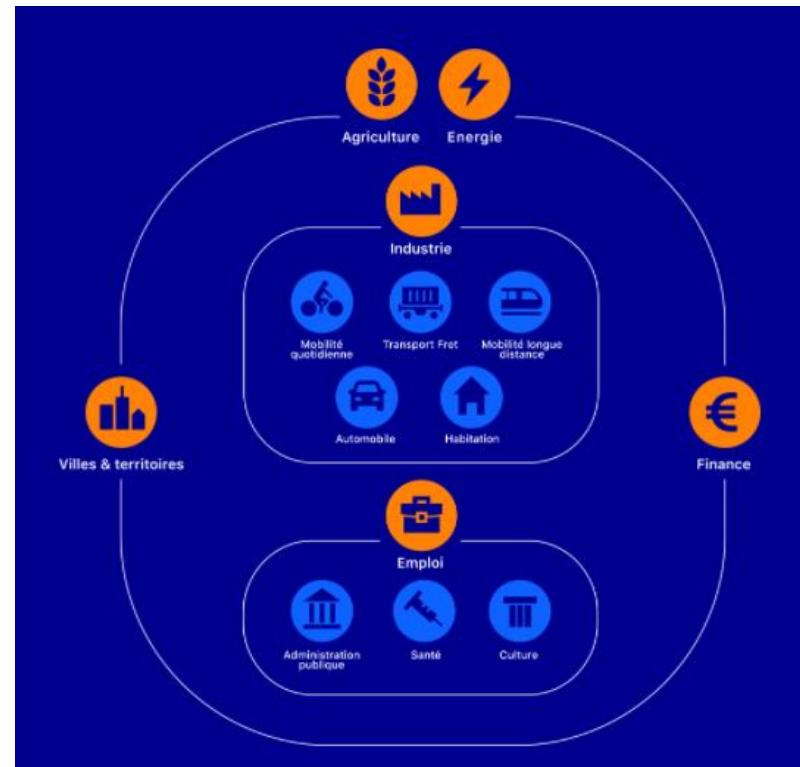 Agriculture
Energie
Industrie
Mobilité
quotidienne
Transport Fret
Mobilité longue
distance
Automobile
Habitation
Villes & territoires
Finance
Emploi
Administration
publique
Santé
Culture